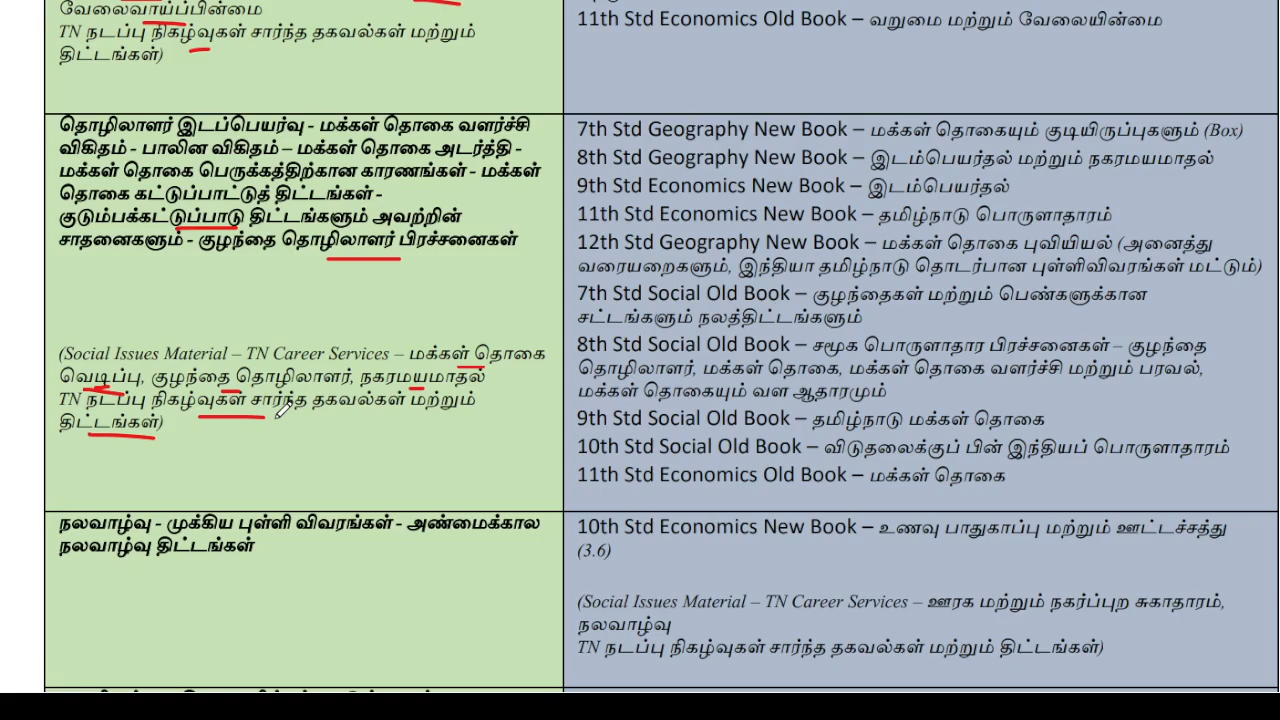 வேலைவாய்ப்பின்மை
TN நடப்பு நிகழ்வுகள் சார்ந்த தகவல்கள் மற்றும்
திட்டங்கள்)
11th Std Economics Old Book – வறுமை மற்றும் வேலையின்மை
தொழிலாளர் இடப்பெயர்வு - மக்கள் தொகை வளர்ச்சி
விகிதம் - பாலின விகிதம் – மக்கள் தொகை அடர்த்தி -
மக்கள் தொகை பெருக்கத்திற்கான காரணங்கள் - மக்கள்
தொகை கட்டுப்பாட்டுத் திட்டங்கள் -
குடும்பக்கட்டுப்பாடு திட்டங்களும் அவற்றின்
சாதனைகளும் - குழந்தை தொழிலாளர் பிரச்சனைகள்
(Social Issues Material – TN Career Services – மக்கள் தொகை
வெடிப்பு, குழந்தை தொழிலாளர், நகரமயமாதல்
TN நடப்பு நிகழ்வுகள் சார்ந்த தகவல்கள் மற்றும்
திட்டங்கள்)
7th Std Geography New Book – மக்கள் தொகையும் குடியிருப்புகளும் (Box)
8th Std Geography New Book – இடம்பெயர்தல் மற்றும் நகரமயமாதல்
9th Std Economics New Book – இடம்பெயர்தல்
11th Std Economics New Book – தமிழ்நாடு பொருளாதாரம்
12th Std Geography New Book – மக்கள் தொகை புவியியல் (அனைத்து
வரையறைகளும், இந்தியா தமிழ்நாடு தொடர்பான புள்ளிவிவரங்கள் மட்டும்)
7th Std Social Old Book – குழந்தைகள் மற்றும் பெண்களுக்கான
சட்டங்களும் நலத்திட்டங்களும்
8th Std Social Old Book – சமூக பொருளாதார பிரச்சனைகள் – குழந்தை
தொழிலாளர், மக்கள் தொகை, மக்கள் தொகை வளர்ச்சி மற்றும் பரவல்,
மக்கள் தொகையும் வள ஆதாரமும்
9th Std Social Old Book – தமிழ்நாடு மக்கள் தொகை
10th Std Social Old Book – விடுதலைக்குப் பின் இந்தியப் பொருளாதாரம்
11th Std Economics Old Book – மக்கள் தொகை
நலவாழ்வு - முக்கிய புள்ளி விவரங்கள் - அண்மைக்கால
நலவாழ்வு திட்டங்கள்
10th Std Economics New Book – உணவு பாதுகாப்பு மற்றும் ஊட்டச்சத்து
(3.6)
(Social Issues Material – TN Career Services – ஊரக மற்றும் நகர்ப்புற சுகாதாரம்,
நலவாழ்வு
TN நடப்பு நிகழ்வுகள் சார்ந்த தகவல்கள் மற்றும் திட்டங்கள்)